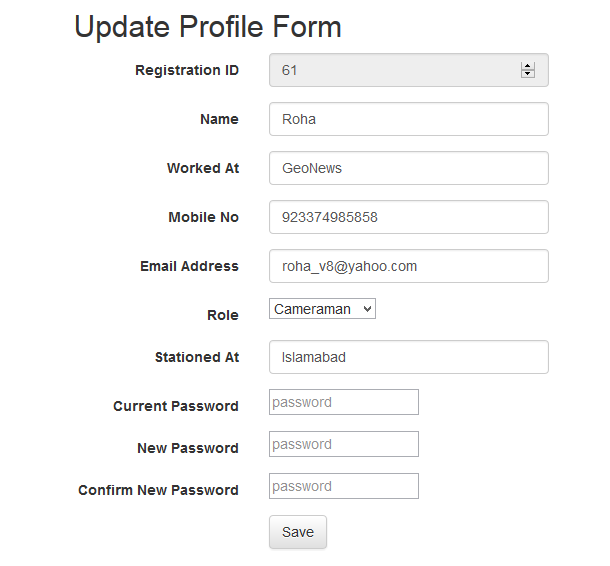 Update Profile Form
Registration ID 61
Name Roha
Worked At GeoNews
Mobile No 923374985858
Email Address roha_v8@yahoo.com
Role Cameraman
Stationed At Islamabad
Current Password password
New Password password
Confirm New Password password
Save